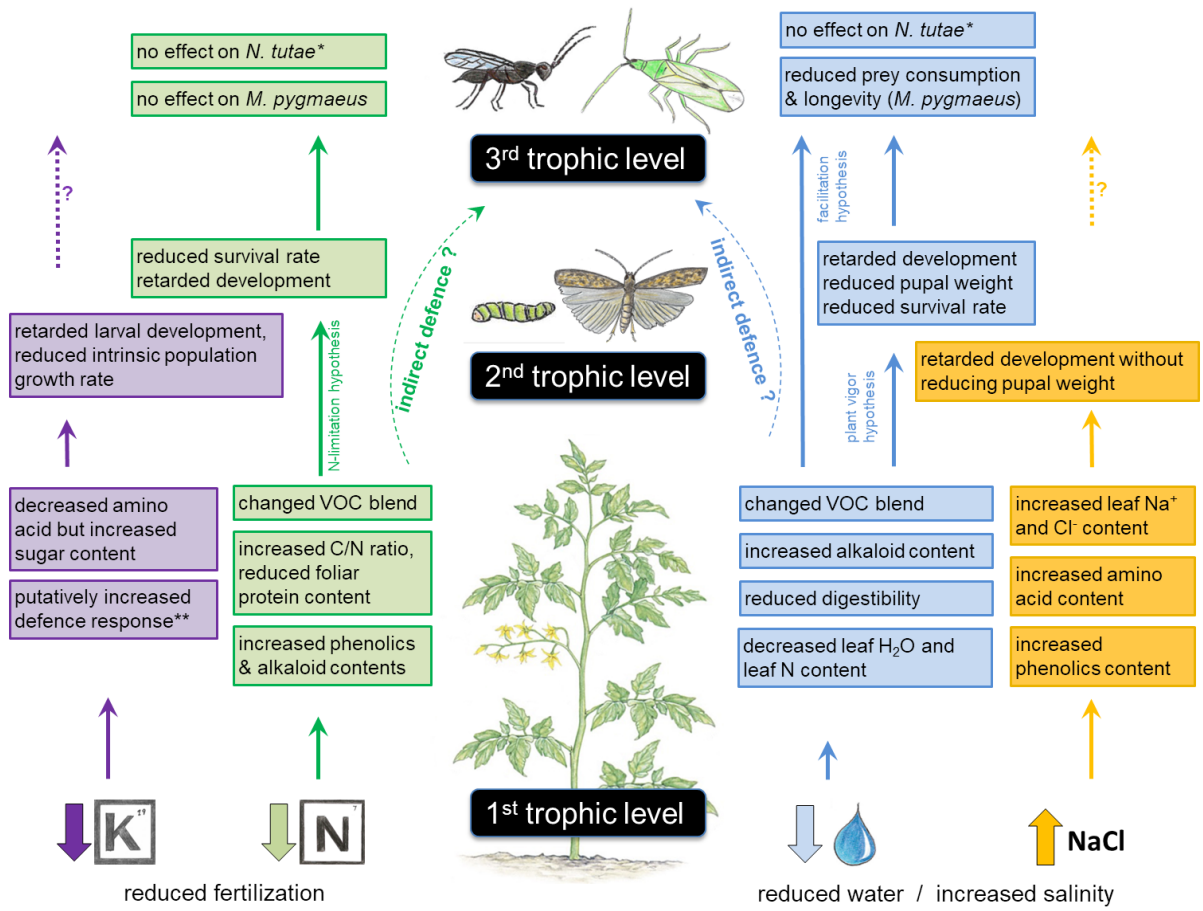 no effect on N. tutae*
no effect on M. pygmaeus
?
reduced survival rate
retarded development
retarded larval development,
reduced intrinsic population
growth rate
N-limitation hypothesis
indirect defence ?
decreased amino
acid but increased
sugar content
putatively increased
defence response**
changed VOC blend
increased C/N ratio,
reduced foliar
protein content
increased phenolics
& alkaloid contents
K 19
N 7
reduced fertilization
3rd trophic level
2nd trophic level
1st trophic level
no effect on N. tutae*
reduced prey consumption
& longevity (M. pygmaeus)
facilitation
hypothesis
?
indirect defence ?
retarded development
reduced pupal weight
reduced survival rate
plant vigor
hypothesis
retarded development without
reducing pupal weight
changed VOC blend
increased alkaloid content
reduced digestibility
decreased leaf H₂O and
leaf N content
increased leaf Na⁺
and Cl⁻ content
increased amino
acid content
increased
phenolics content
NaCl
reduced water / increased salinity